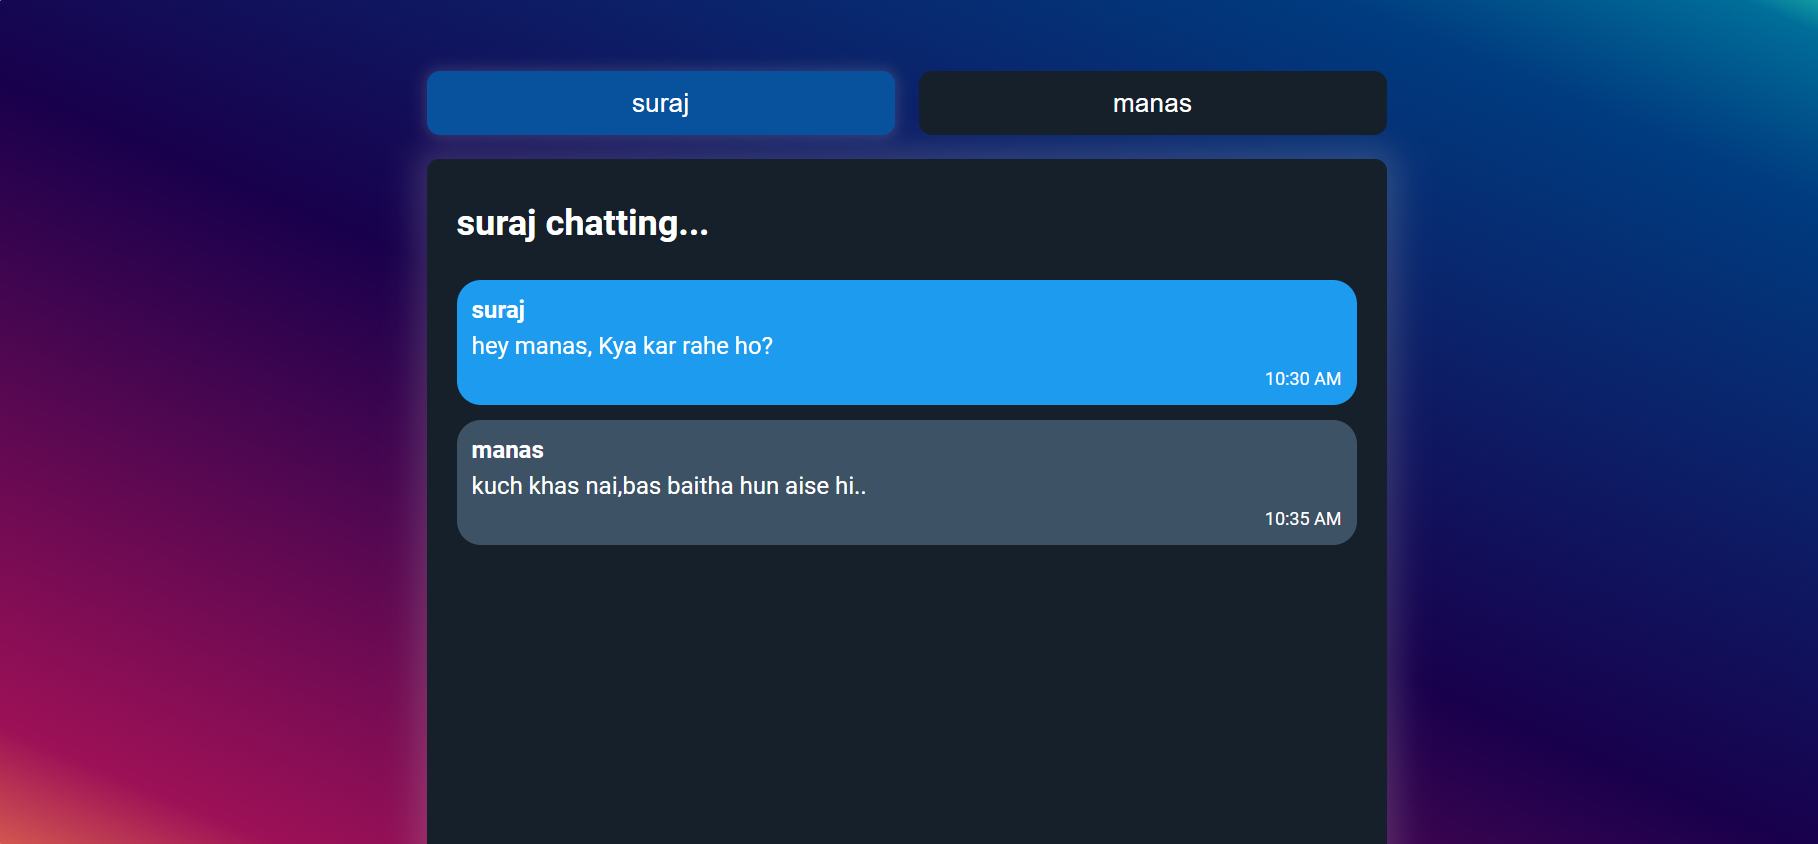 suraj
manas
suraj chatting...
suraj
hey manas, Kya kar rahe ho?
10:30 AM
manas
kuch khas nai,bas baitha hun aise hi..
10:35 AM